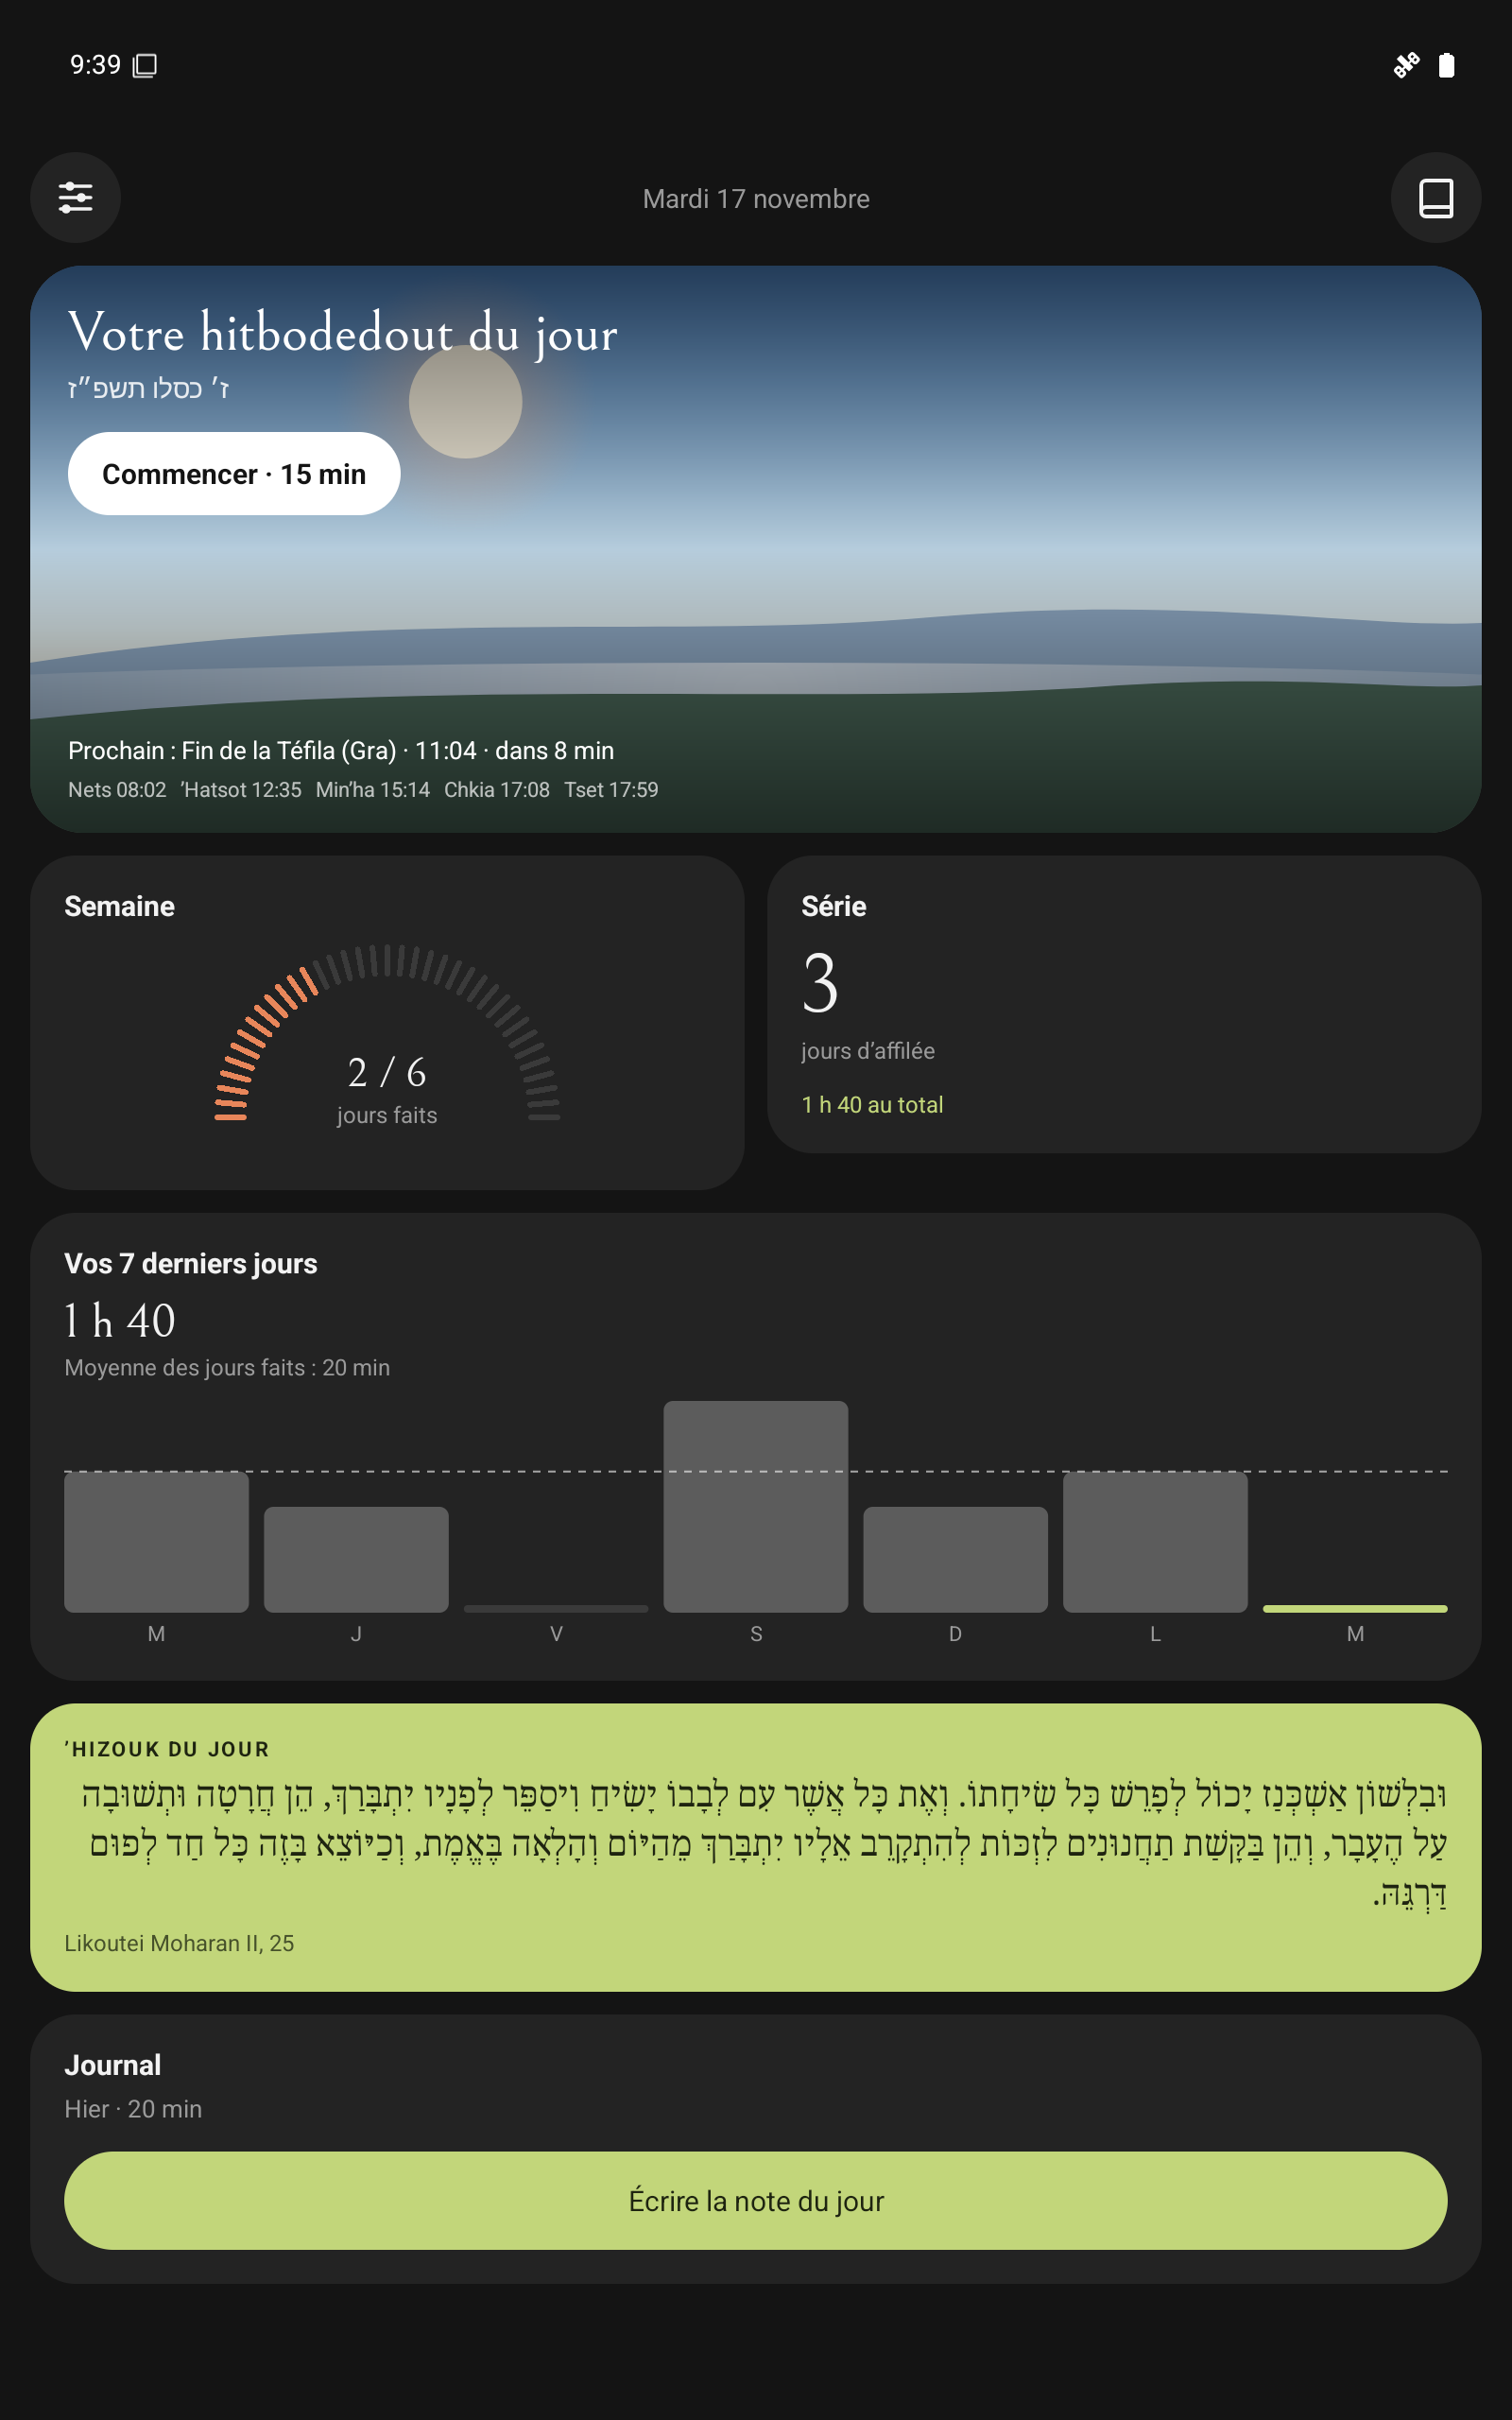 9:39
Mardi 17 novembre
Votre hitbodedout du jour
ז׳ כסלו תשפ״ז
Commencer · 15 min
Prochain : Fin de la Téfila (Gra) · 11:04 · dans 8 min
Nets 08:02 ’Hatsot 12:35 Min’ha 15:14 Chkia 17:08 Tset 17:59
Semaine
2 / 6
jours faits
Série
3
jours d’affilée
1 h 40 au total
Vos 7 derniers jours
1 h 40
Moyenne des jours faits : 20 min
M J V S D L M
’HIZOUK DU JOUR
וּבִלְשׁוֹן אַשְׁכְּנַז יָכוֹל לְפָרֵשׁ כָּל שִׂיחָתוֹ. וְאֶת כָּל אֲשֶׁר עִם לְבָבוֹ יָשִׂיחַ וִיסַפֵּר לְפָנָיו יִתְבָּרַךְ, הֵן חֲרָטָה וּתְשׁוּבָה
עַל הֶעָבָר, וְהֵן בַּקָּשַׁת תַּחֲנוּנִים לִזְכּוֹת לְהִתְקָרֵב אֵלָיו יִתְבָּרַךְ מֵהַיּוֹם וְהָלְאָה בֶּאֱמֶת, וְכַיּוֹצֵא בָּזֶה כָּל חַד לְפוּם
דַּרְגֵּהּ.
Likoutei Moharan II, 25
Journal
Hier · 20 min
Écrire la note du jour